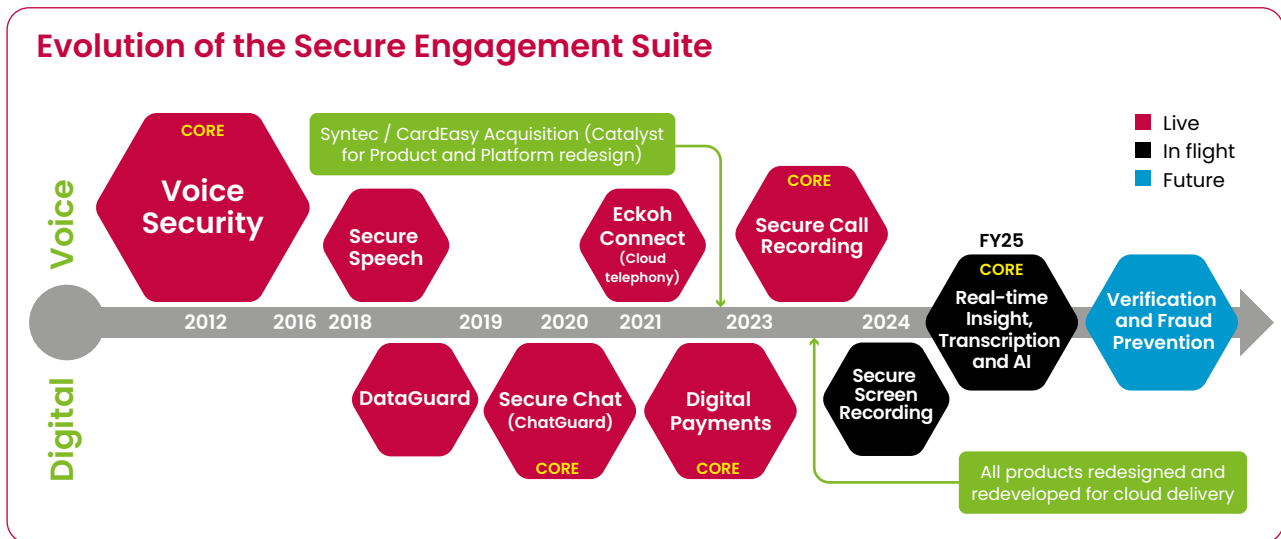 Evolution of the Secure Engagement Suite
Syntec / CardEasy Acquisition (Catalyst
for Product and Platform redesign)
Live
In flight
Future
Voice
Digital
CORE
Voice
Security
Secure
Speech
Eckoh
Connect
(Cloud
telephony)
CORE
Secure Call
Recording
FY25
CORE
Real-time
Insight,
Transcription
and AI
Verification
and Fraud
Prevention
2012
2016
2018
2019
2020
2021
2023
2024
DataGuard
Secure Chat
(ChatGuard)
CORE
Digital
Payments
CORE
Secure
Screen
Recording
All products redesigned and
redeveloped for cloud delivery